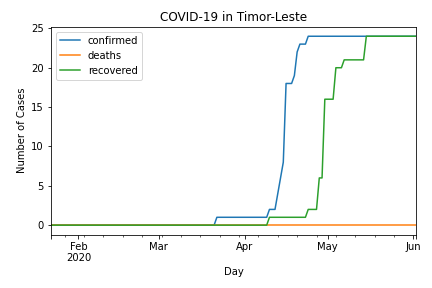 COVID-19 in Timor-Leste
confirmed
deaths
recovered
Number of Cases
25
20
15
10
5
0
Feb
2020
Mar
Apr
May
Jun
Day